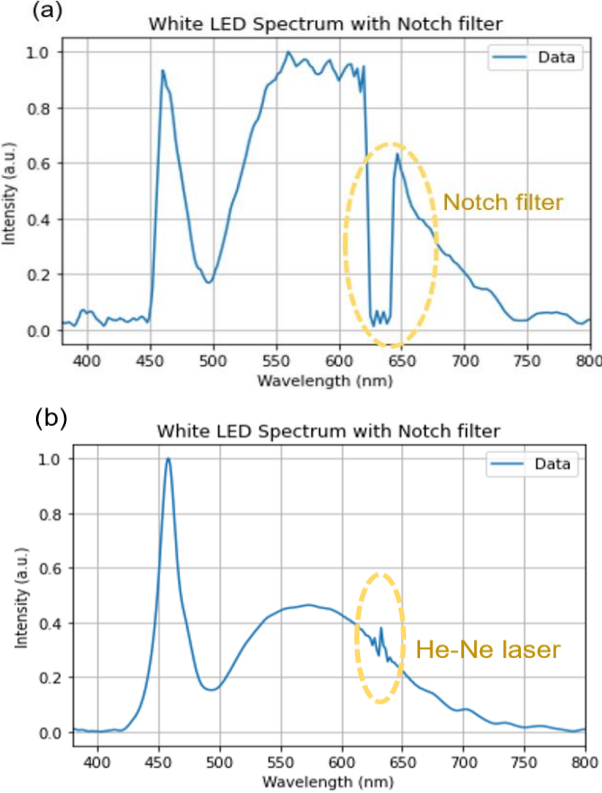 (a)
White LED Spectrum with Notch filter
Intensity (a.u.)
1.0
0.8
0.6
0.4
0.2
0.0
Data
Notch filter
400 450 500 550 600 650 700 750 800
Wavelength (nm)
(b)
White LED Spectrum with Notch filter
Intensity (a.u.)
1.0
0.8
0.6
0.4
0.2
0.0
Data
He-Ne laser
400 450 500 550 600 650 700 750 800
Wavelength (nm)